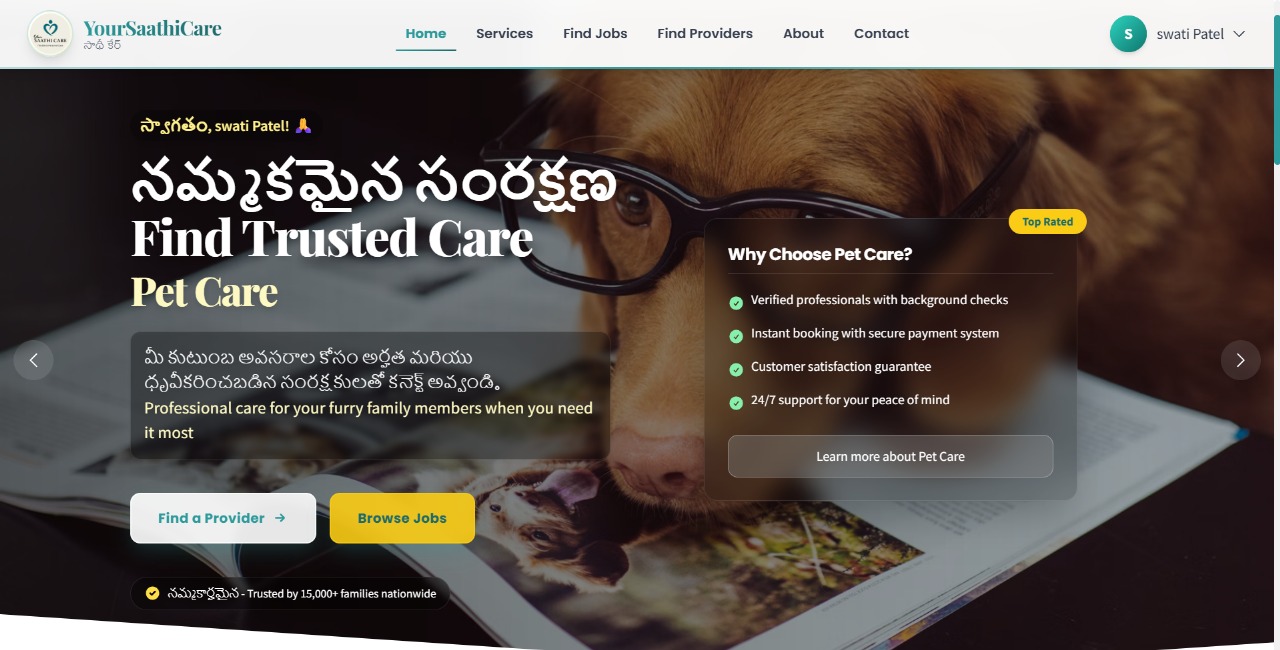 YourSaathiCare
సాథీ కేర్
Home
Services
Find Jobs
Find Providers
About
Contact
S
swati Patel
స్వాగతం, swati Patel! 🙏
నమ్మకమైన సంరక్షణ
Find Trusted Care
Pet Care
మీ కుటుంబ అవసరాల కోసం అర్హత మరియు
ధృవీకరించబడిన సంరక్షకులతో కనెక్ట్ అవ్వండి.
Professional care for your furry family members when you need
it most
Find a Provider →
Browse Jobs
నమ్మకార్హమైన - Trusted by 15,000+ families nationwide
Top Rated
Why Choose Pet Care?
Verified professionals with background checks
Instant booking with secure payment system
Customer satisfaction guarantee
24/7 support for your peace of mind
Learn more about Pet Care